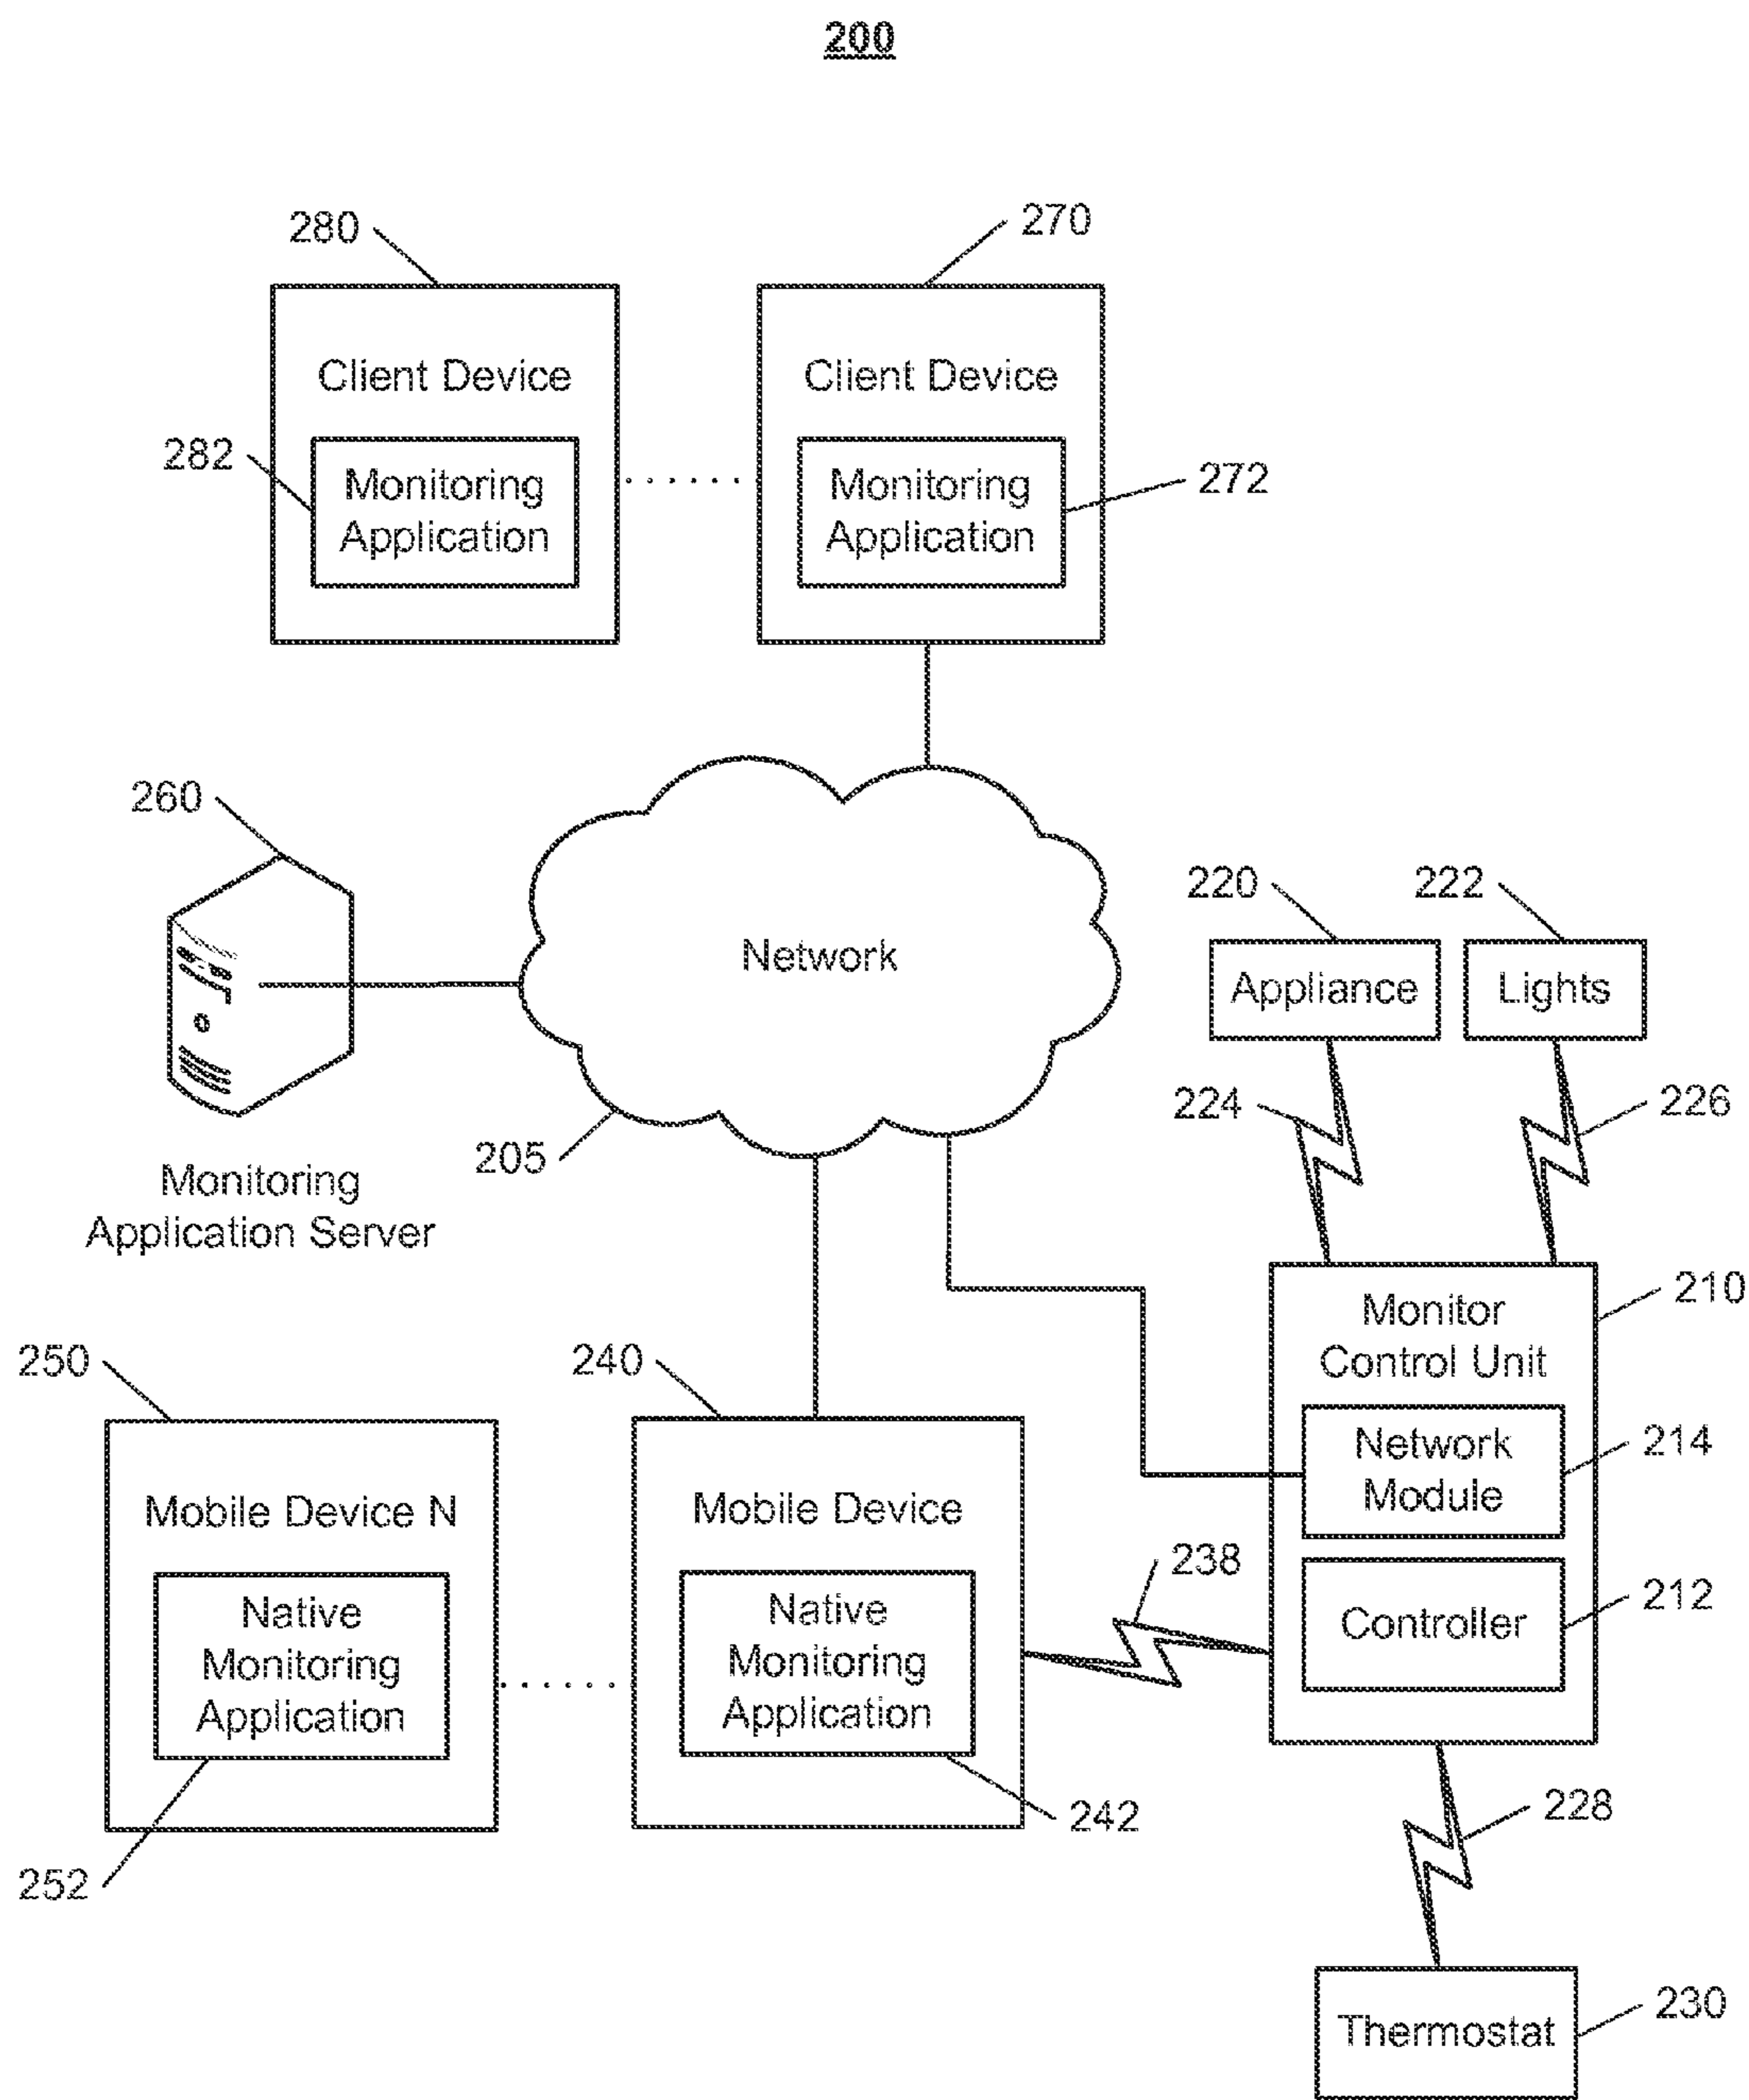 200
280
270
Client Device
Client Device
282
Monitoring
Application
Monitoring
Application
272
260
Network
220
222
Appliance
Lights
224
226
205
Monitoring
Application Server
210
Monitor
Control Unit
250
240
Network
Module
214
Mobile Device N
Mobile Device
238
Controller
212
Native
Monitoring
Application
Native
Monitoring
Application
242
228
252
Thermostat
230